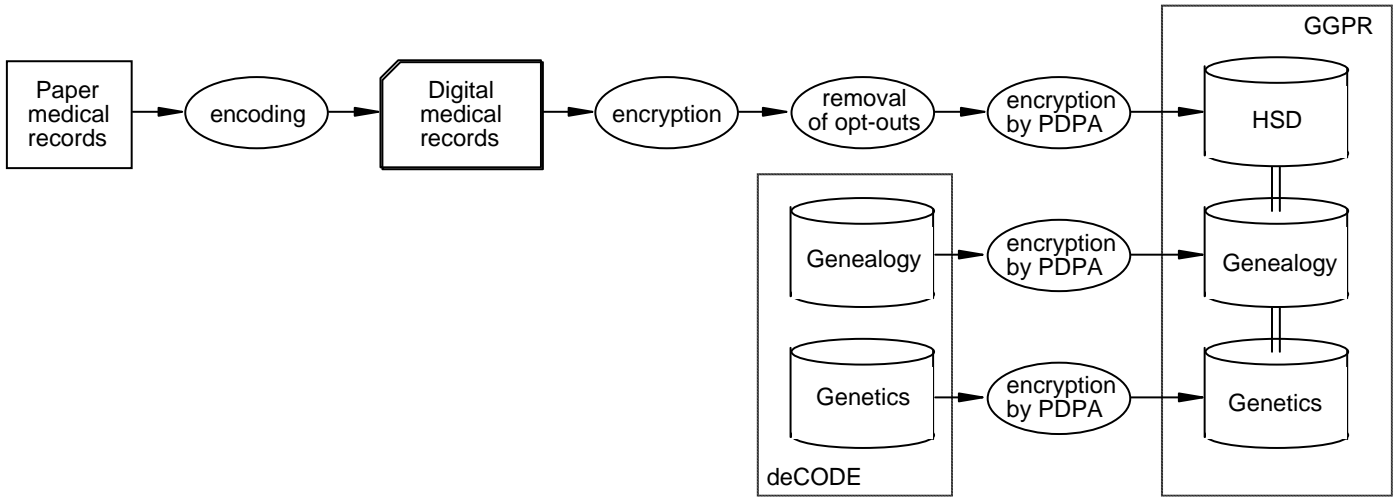 GGPR
Paper
medical
records
encoding
Digital
medical
records
encryption
removal
of opt-outs
encryption
by PDPA
HSD
Genealogy
encryption
by PDPA
Genealogy
Genetics
encryption
by PDPA
Genetics
deCODE